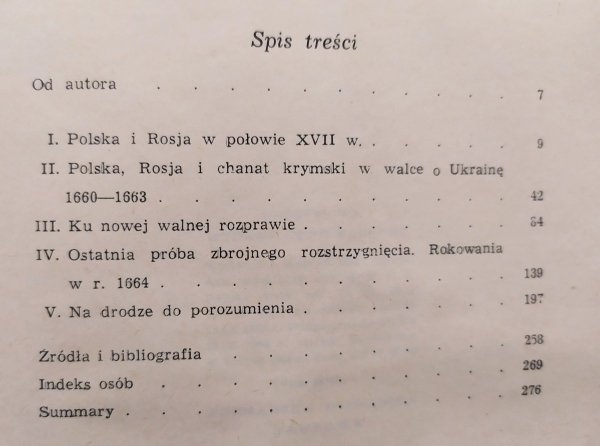 Spis treści
Od autora . . . . . . . . . . 7
I. Polska i Rosja w połowie XVII w. . . . . . 9
II. Polska, Rosja i chanat krymski w walce o Ukrainę
1660—1663 . . . . . . . . . . 42
III. Ku nowej walnej rozprawie . . . . . . . 84
IV. Ostatnia próba zbrojnego rozstrzygnięcia. Rokowania
w r. 1664 . . . . . . . . . . 139
V. Na drodze do porozumienia . . . . . . . 197
Źródła i bibliografia . . . . . . . . 258
Indeks osób . . . . . . . . . . 269
Summary . . . . . . . . . . . 276